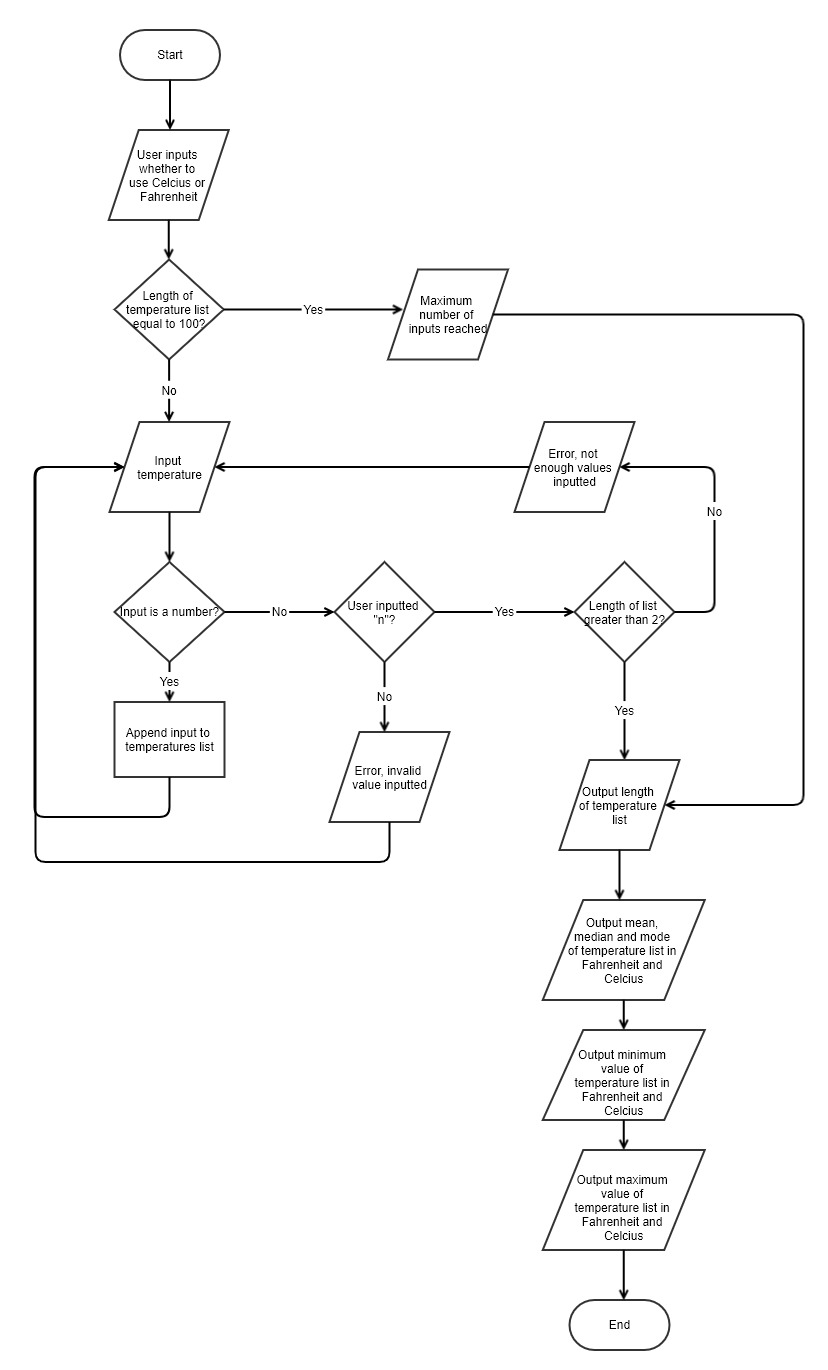 Start
User inputs
whether to
use Celcius or
Fahrenheit
Length of
temperature list
equal to 100?
Yes
Maximum
number of
inputs reached
No
Input
temperature
Error, not
enough values
inputted
No
Input is a number?
No
User inputted
"n"?
Yes
Length of list
greater than 2?
Yes
Append input to
temperatures list
No
Error, invalid
value inputted
Yes
Output length
of temperature
list
Output mean,
median and mode
of temperature list in
Fahrenheit and
Celcius
Output minimum
value of
temperature list in
Fahrenheit and
Celcius
Output maximum
value of
temperature list in
Fahrenheit and
Celcius
End